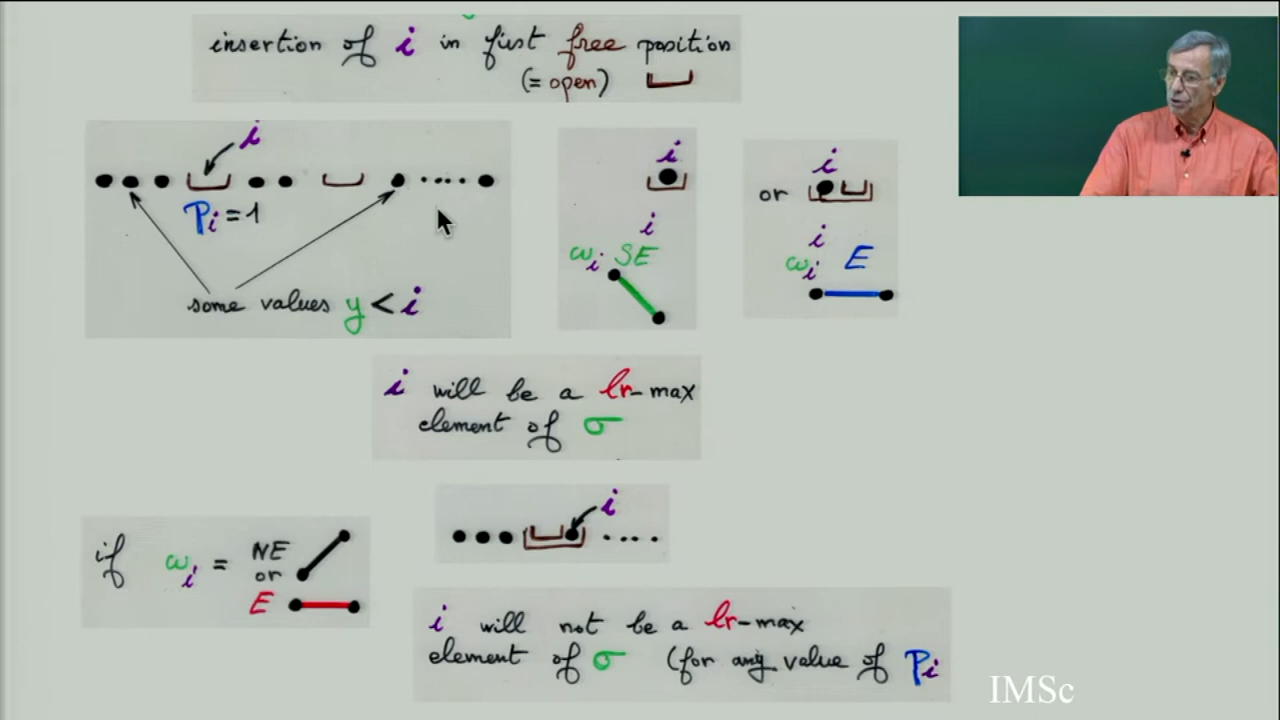 insertion of i in first free position
(= open)
i
Pi = 1
some values y < i
i
i
ωi SE
or
i
i
ωi E
i will be a lr-max
element of σ
i
if ωi = NE
or
E
i will not be a lr-max
element of σ (for any value of Pi
IMSc